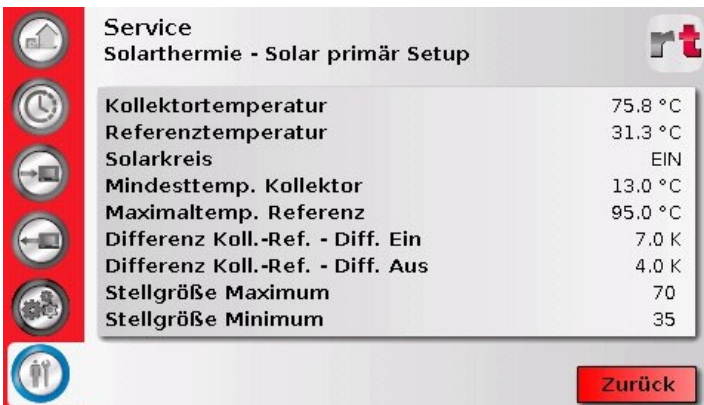 Service
Solarthermie - Solar primär Setup
rt
Kollektortemperatur 75.8 °C
Referenztemperatur 31.3 °C
Solarkreis EIN
Mindesttemp. Kollektor 13.0 °C
Maximaltemp. Referenz 95.0 °C
Differenz Koll.-Ref. - Diff. Ein 7.0 K
Differenz Koll.-Ref. - Diff. Aus 4.0 K
Stellgröße Maximum 70
Stellgröße Minimum 35
Zurück